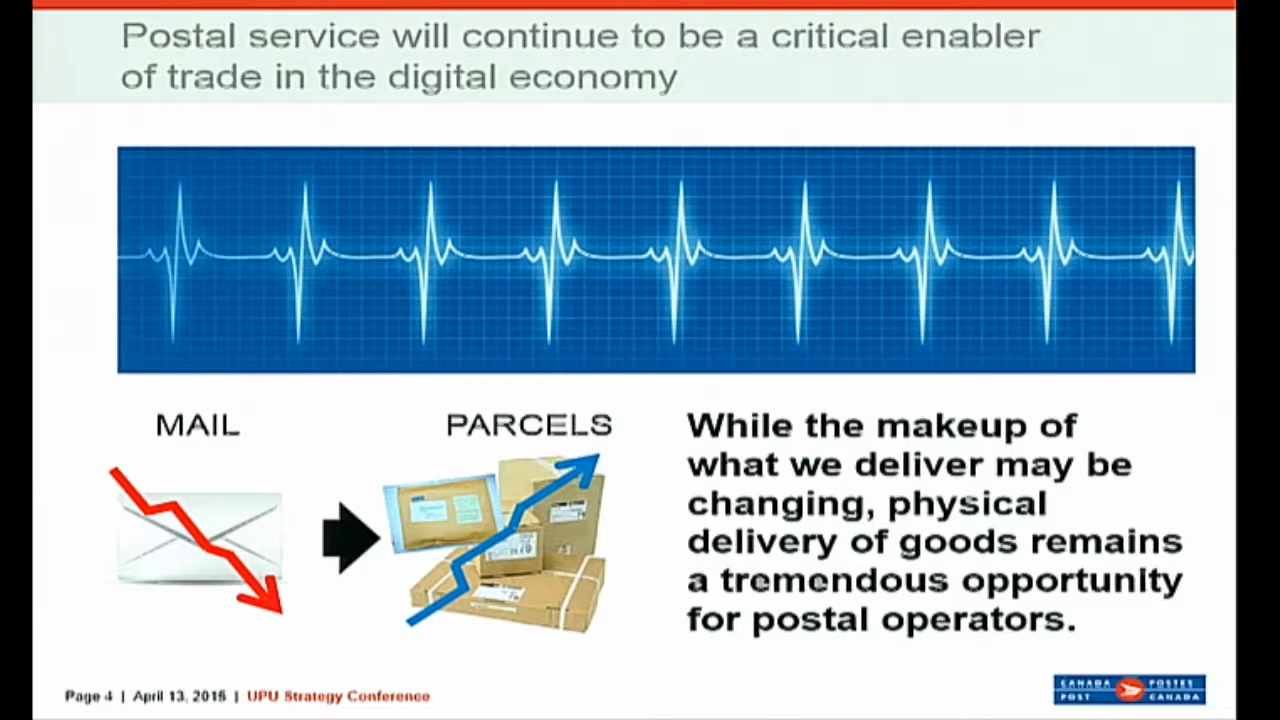 Postal service will continue to be a critical enabler
of trade in the digital economy
MAIL
PARCELS
While the makeup of
what we deliver may be
changing, physical
delivery of goods remains
a tremendous opportunity
for postal operators.
Page 4 | April 13, 2015 | UPU Strategy Conference
CANADA POSTES
POST CANADA